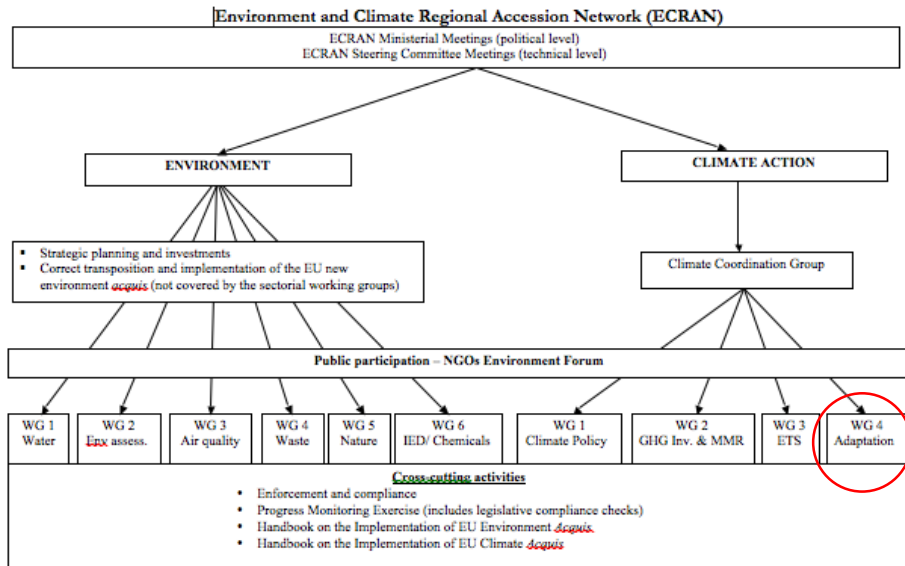 Environment and Climate Regional Accession Network (ECRAN)
ECRAN Ministerial Meetings (political level)
ECRAN Steering Committee Meetings (technical level)
ENVIRONMENT
CLIMATE ACTION
▪ Strategic planning and investments
▪ Correct transposition and implementation of the EU new
environment acquis (not covered by the sectorial working groups)
Climate Coordination Group
Public participation – NGOs Environment Forum
WG 1
Water
WG 2
Env assess.
WG 3
Air quality
WG 4
Waste
WG 5
Nature
WG 6
IED/ Chemicals
WG 1
Climate Policy
WG 2
GHG Inv. & MMR
WG 3
ETS
WG 4
Adaptation
Cross-cutting activities
▪ Enforcement and compliance
▪ Progress Monitoring Exercise (includes legislative compliance checks)
▪ Handbook on the Implementation of EU Environment Acquis
▪ Handbook on the Implementation of EU Climate Acquis